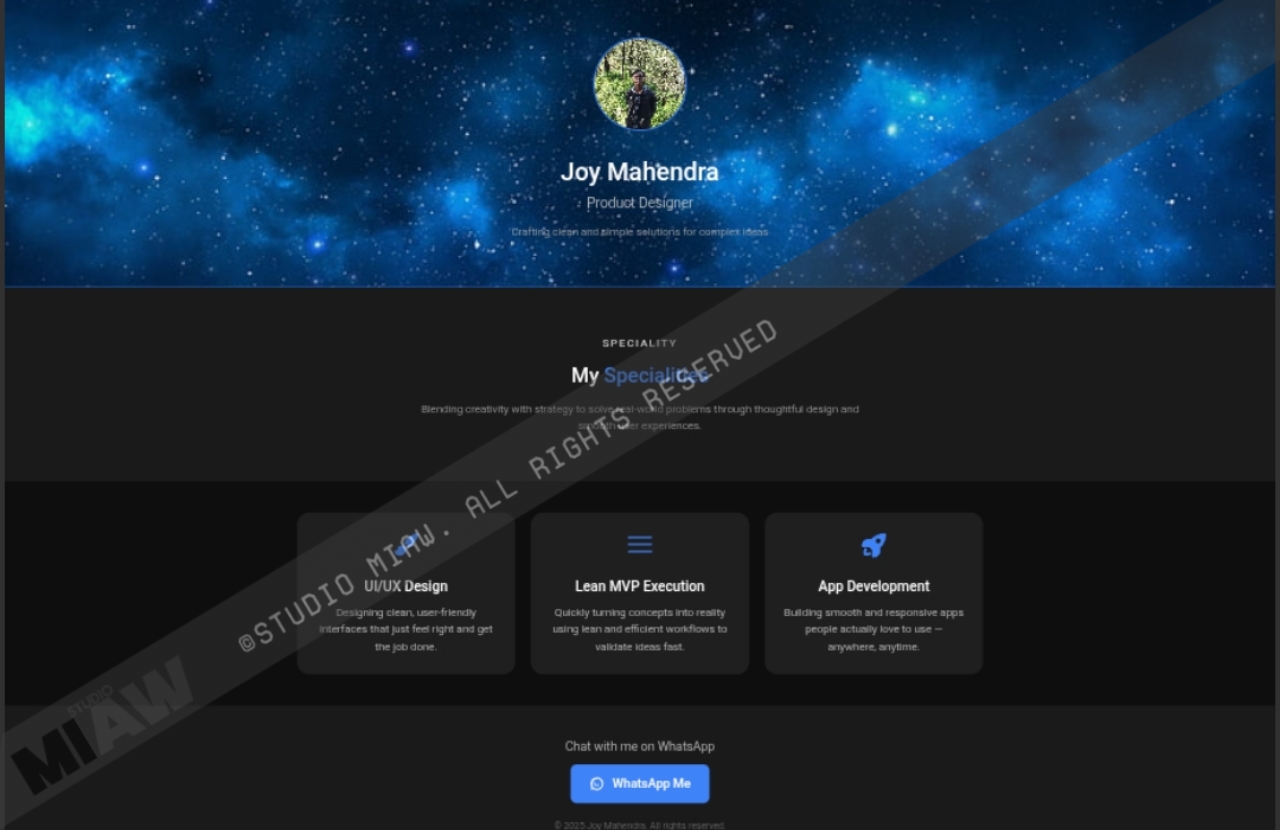 Joy Mahendra
Product Designer
Crafting clean and simple solutions for complex ideas
SPECIALITY
My Specialities
Blending creativity with strategy to solve real-world problems through thoughtful design and
smooth user experiences.
©STUDIO MIAW. ALL RIGHTS RESERVED
UI/UX Design
Designing clean, user-friendly
interfaces that just feel right and get
the job done.
Lean MVP Execution
Quickly turning concepts into reality
using lean and efficient workflows to
validate ideas fast.
App Development
Building smooth and responsive apps
people actually love to use —
anywhere, anytime.
STUDIO
MIAW
Chat with me on WhatsApp
WhatsApp Me
© 2025 Joy Mahendra. All rights reserved.